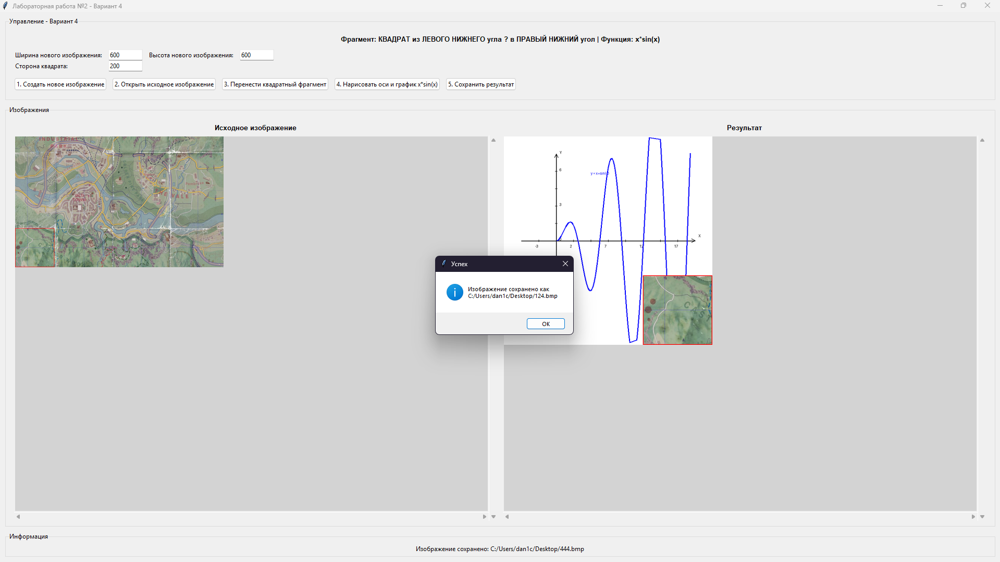 Лабораторная работа №2 - Вариант 4
Управление - Вариант 4
Фрагмент: КВАДРАТ из ЛЕВОГО НИЖНЕГО угла ? в ПРАВЫЙ НИЖНИЙ угол | Функция: x*sin(x)
Ширина нового изображения: 600 Высота нового изображения: 600
Сторона квадрата: 200
1. Создать новое изображение 2. Открыть исходное изображение 3. Перенести квадратный фрагмент 4. Нарисовать оси и график x*sin(x) 5. Сохранить результат
Изображения
Исходное изображение
INDUSTRIAL
PARK
Pembroke
THE VALE
Результат
Y
6
3
X
-3 2 7 12 17
Успех
Изображение сохранено как
C:/Users/dan1c/Desktop/124.bmp
OK
Информация
Изображение сохранено: C:/Users/dan1c/Desktop/444.bmp